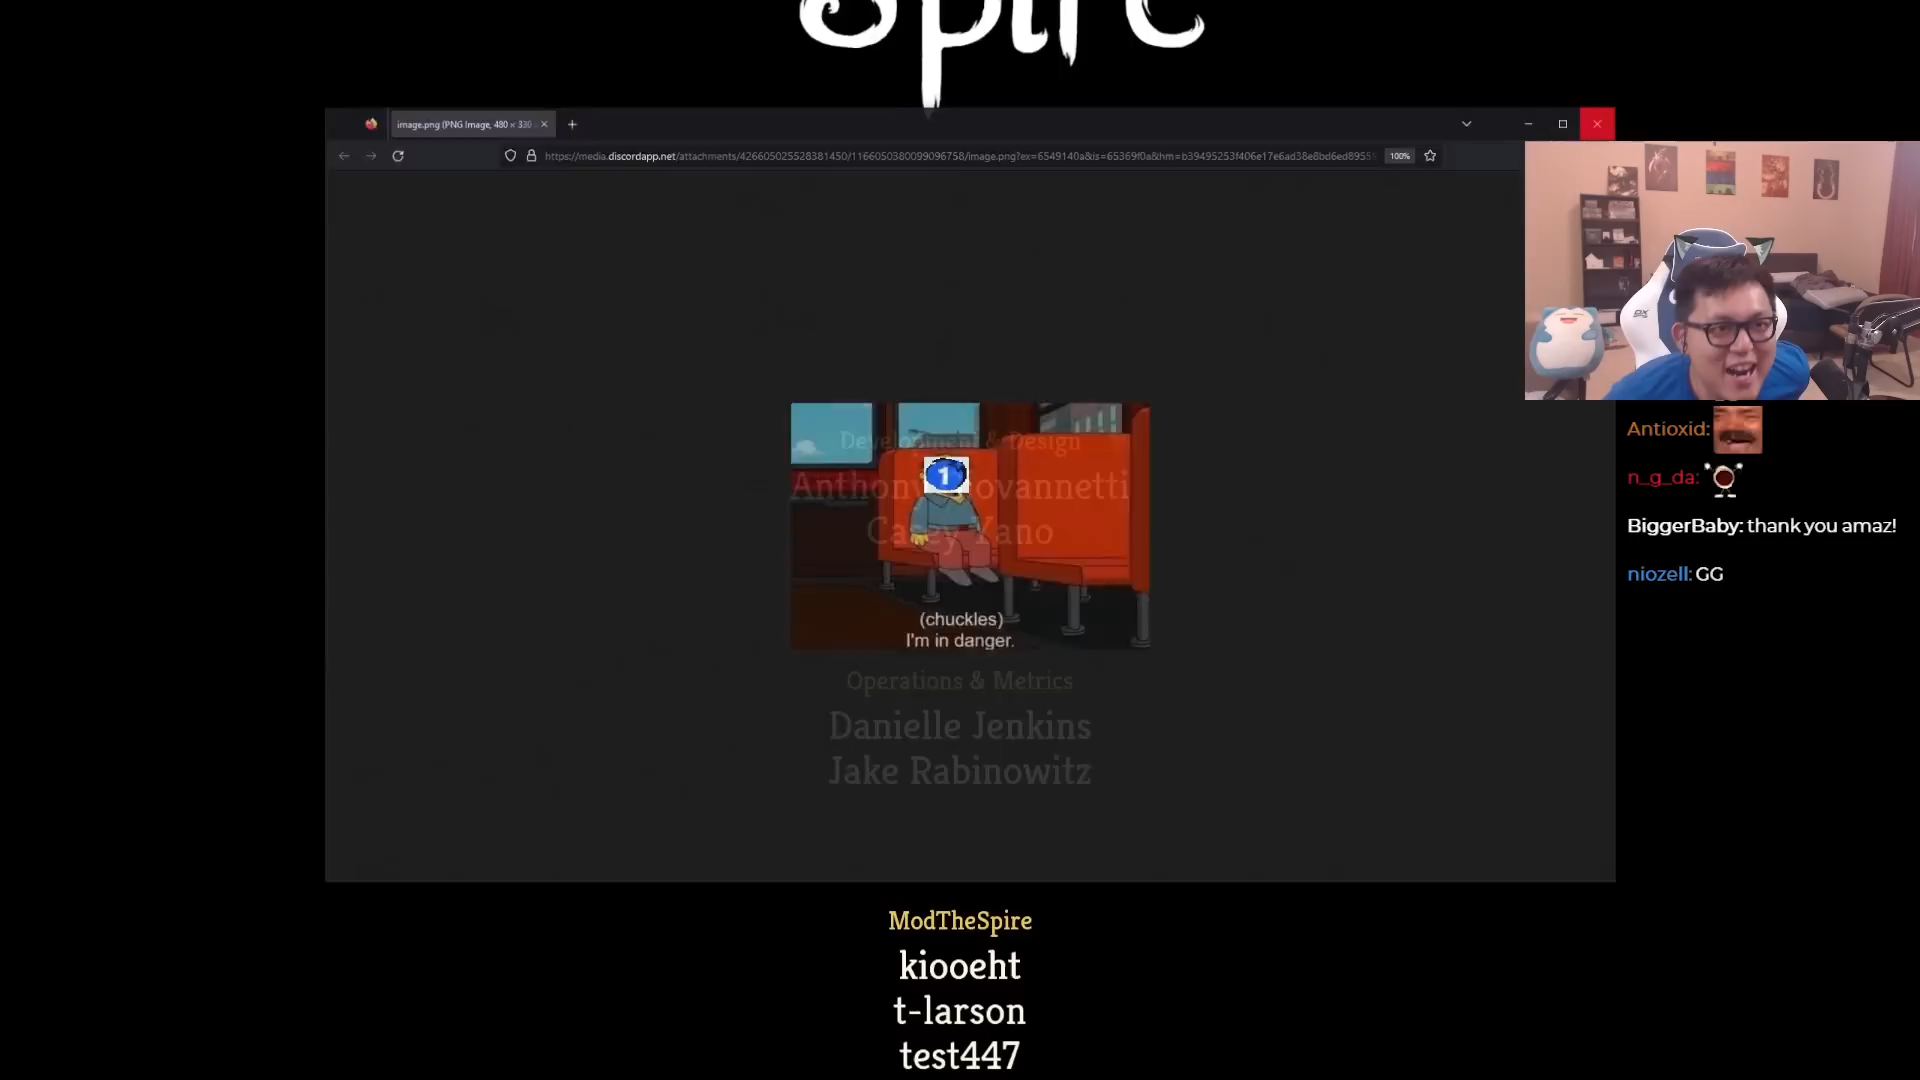 Spire
image.png (PNG Image, 480 × 330
https://media.discordapp.net/attachments/426605025528381450/1166050380099096758/image.png?ex=6549140a&is=65369f0a&hm=b39495253f406e17e6ad38e8bd6ed8955
100%
Development & Design
Anthony Giovannetti
Casey Yano
1
(chuckles)
I'm in danger.
Operations & Metrics
Danielle Jenkins
Jake Rabinowitz
ModTheSpire
kiooeht
t-larson
test447
Antioxid:
n_g_da:
BiggerBaby: thank you amaz!
niozell: GG